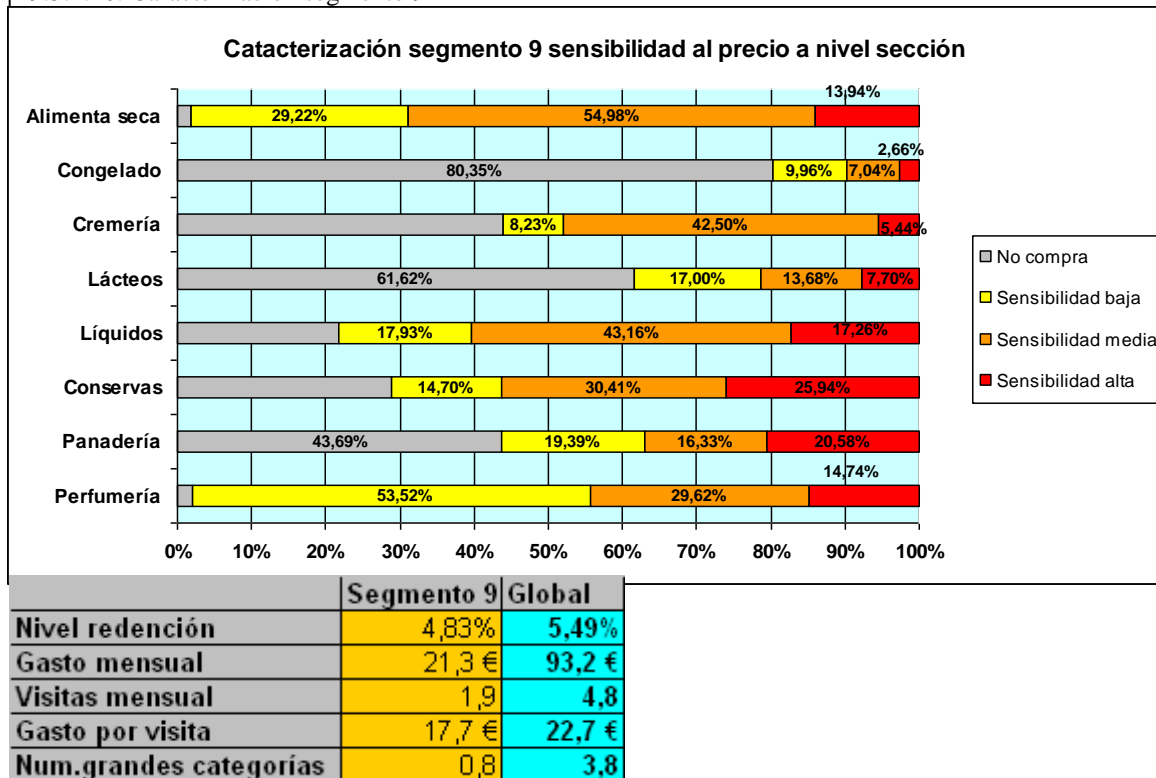 Catacterización segmento 9 sensibilidad al precio a nivel sección
13,94%
Alimenta seca 29,22% 54,98%
2,66%
Congelado 80,35% 9,96% 7,04%
Cremería 8,23% 42,50% 5,44%
Lácteos 61,62% 17,00% 13,68% 7,70%
Líquidos 17,93% 43,16% 17,26%
Conservas 14,70% 30,41% 25,94%
Panadería 43,69% 19,39% 16,33% 20,58%
14,74%
Perfumería 53,52% 29,62%
0% 10% 20% 30% 40% 50% 60% 70% 80% 90% 100%
No compra
Sensibilidad baja
Sensibilidad media
Sensibilidad alta
Segmento 9 Global
Nivel redención 4,83% 5,49%
Gasto mensual 21,3 € 93,2 €
Visitas mensual 1,9 4,8
Gasto por visita 17,7 € 22,7 €
Num.grandes categorías 0,8 3,8